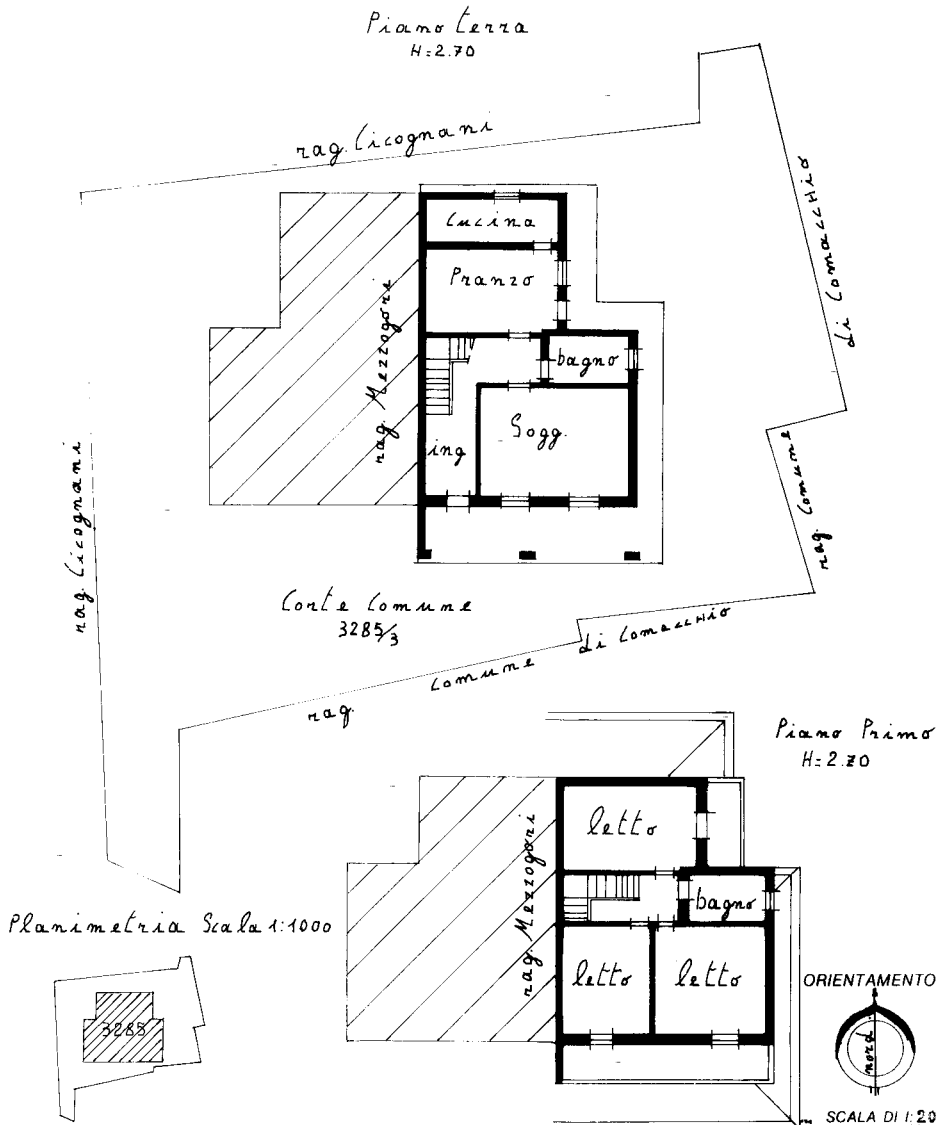 Piano terra
H=2.70
rag. Cicognani
di Comacchio
Cucina
Pranzo
rag. Mezzogori
bagno
Sogg.
ing
rag. Comune
rag. Cicognani
Corte Comune
3285/3
rag. Comune di Comacchio
Piano Primo
H=2.70
letto
rag. Mezzogori
bagno
letto
letto
Planimetria Scala 1:1000
3285
ORIENTAMENTO
nord.
SCALA DI 1:20